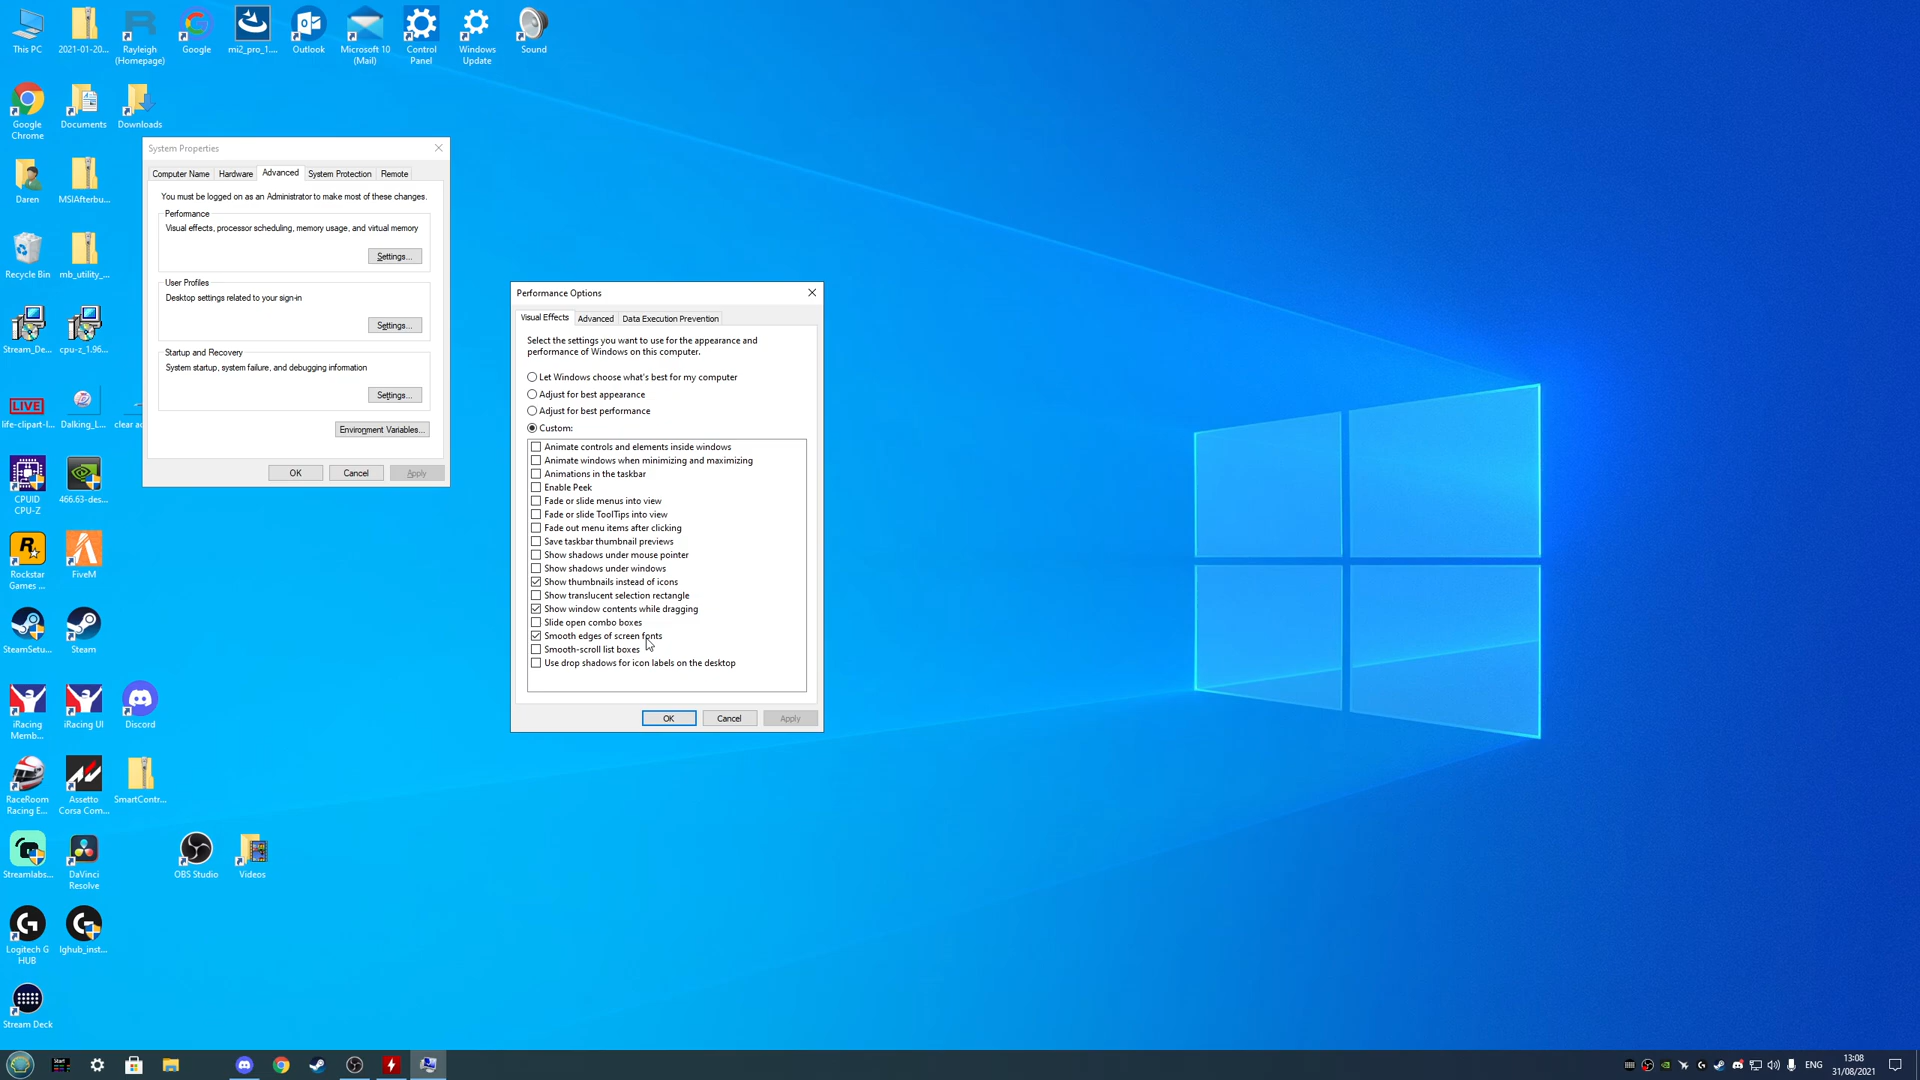 This PC
2021-01-20...
Rayleigh
(Homepage)
Google
mi2_pro_1....
Outlook
Microsoft 10
(Mail)
Control
Panel
Windows
Update
Sound
Google
Chrome
Documents
Downloads
Daren
MSIAfterbu...
Recycle Bin
mb_utility_...
Stream_De...
cpu-z_1.96...
LIVE
life-clipart-l...
Dalking_L...
clear ac
CPUID
CPU-Z
466.63-des...
Rockstar
Games ...
FiveM
SteamSetu...
Steam
iRacing
Memb...
iRacing UI
Discord
RaceRoom
Racing E...
Assetto
Corsa Com...
SmartContr...
Streamlabs...
DaVinci
Resolve
OBS Studio
Videos
Logitech G
HUB
lghub_inst...
Stream Deck
System Properties
Computer Name
Hardware
Advanced
System Protection
Remote
You must be logged on as an Administrator to make most of these changes.
Performance
Visual effects, processor scheduling, memory usage, and virtual memory
Settings...
User Profiles
Desktop settings related to your sign-in
Settings...
Startup and Recovery
System startup, system failure, and debugging information
Settings...
Environment Variables...
OK
Cancel
Apply
Performance Options
Visual Effects
Advanced
Data Execution Prevention
Select the settings you want to use for the appearance and
performance of Windows on this computer.
Let Windows choose what's best for my computer
Adjust for best appearance
Adjust for best performance
Custom:
Animate controls and elements inside windows
Animate windows when minimizing and maximizing
Animations in the taskbar
Enable Peek
Fade or slide menus into view
Fade or slide ToolTips into view
Fade out menu items after clicking
Save taskbar thumbnail previews
Show shadows under mouse pointer
Show shadows under windows
Show thumbnails instead of icons
Show translucent selection rectangle
Show window contents while dragging
Slide open combo boxes
Smooth edges of screen fonts
Smooth-scroll list boxes
Use drop shadows for icon labels on the desktop
OK
Cancel
Apply
Start
ENG
13:08
31/08/2021